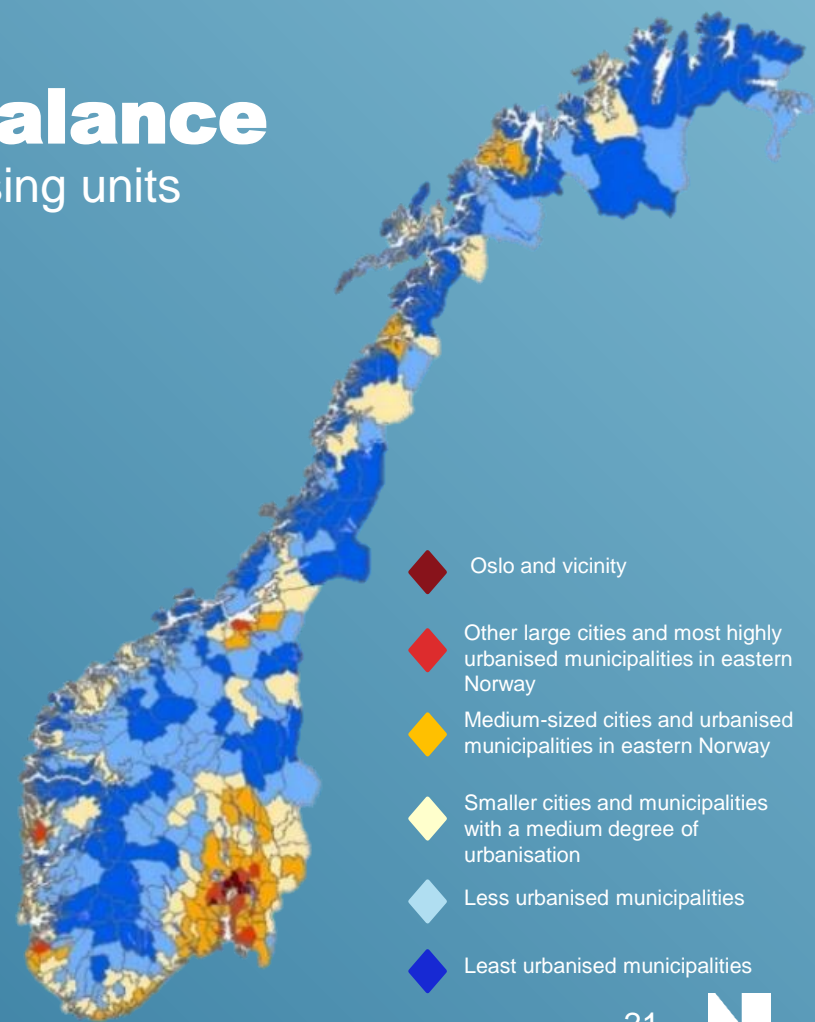 alance
sing units
Oslo and vicinity
Other large cities and most highly
urbanised municipalities in eastern
Norway
Medium-sized cities and urbanised
municipalities in eastern Norway
Smaller cities and municipalities
with a medium degree of
urbanisation
Less urbanised municipalities
Least urbanised municipalities
21